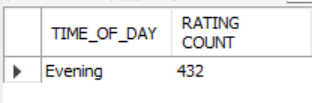 TIME_OF_DAY RATING
COUNT
Evening 432